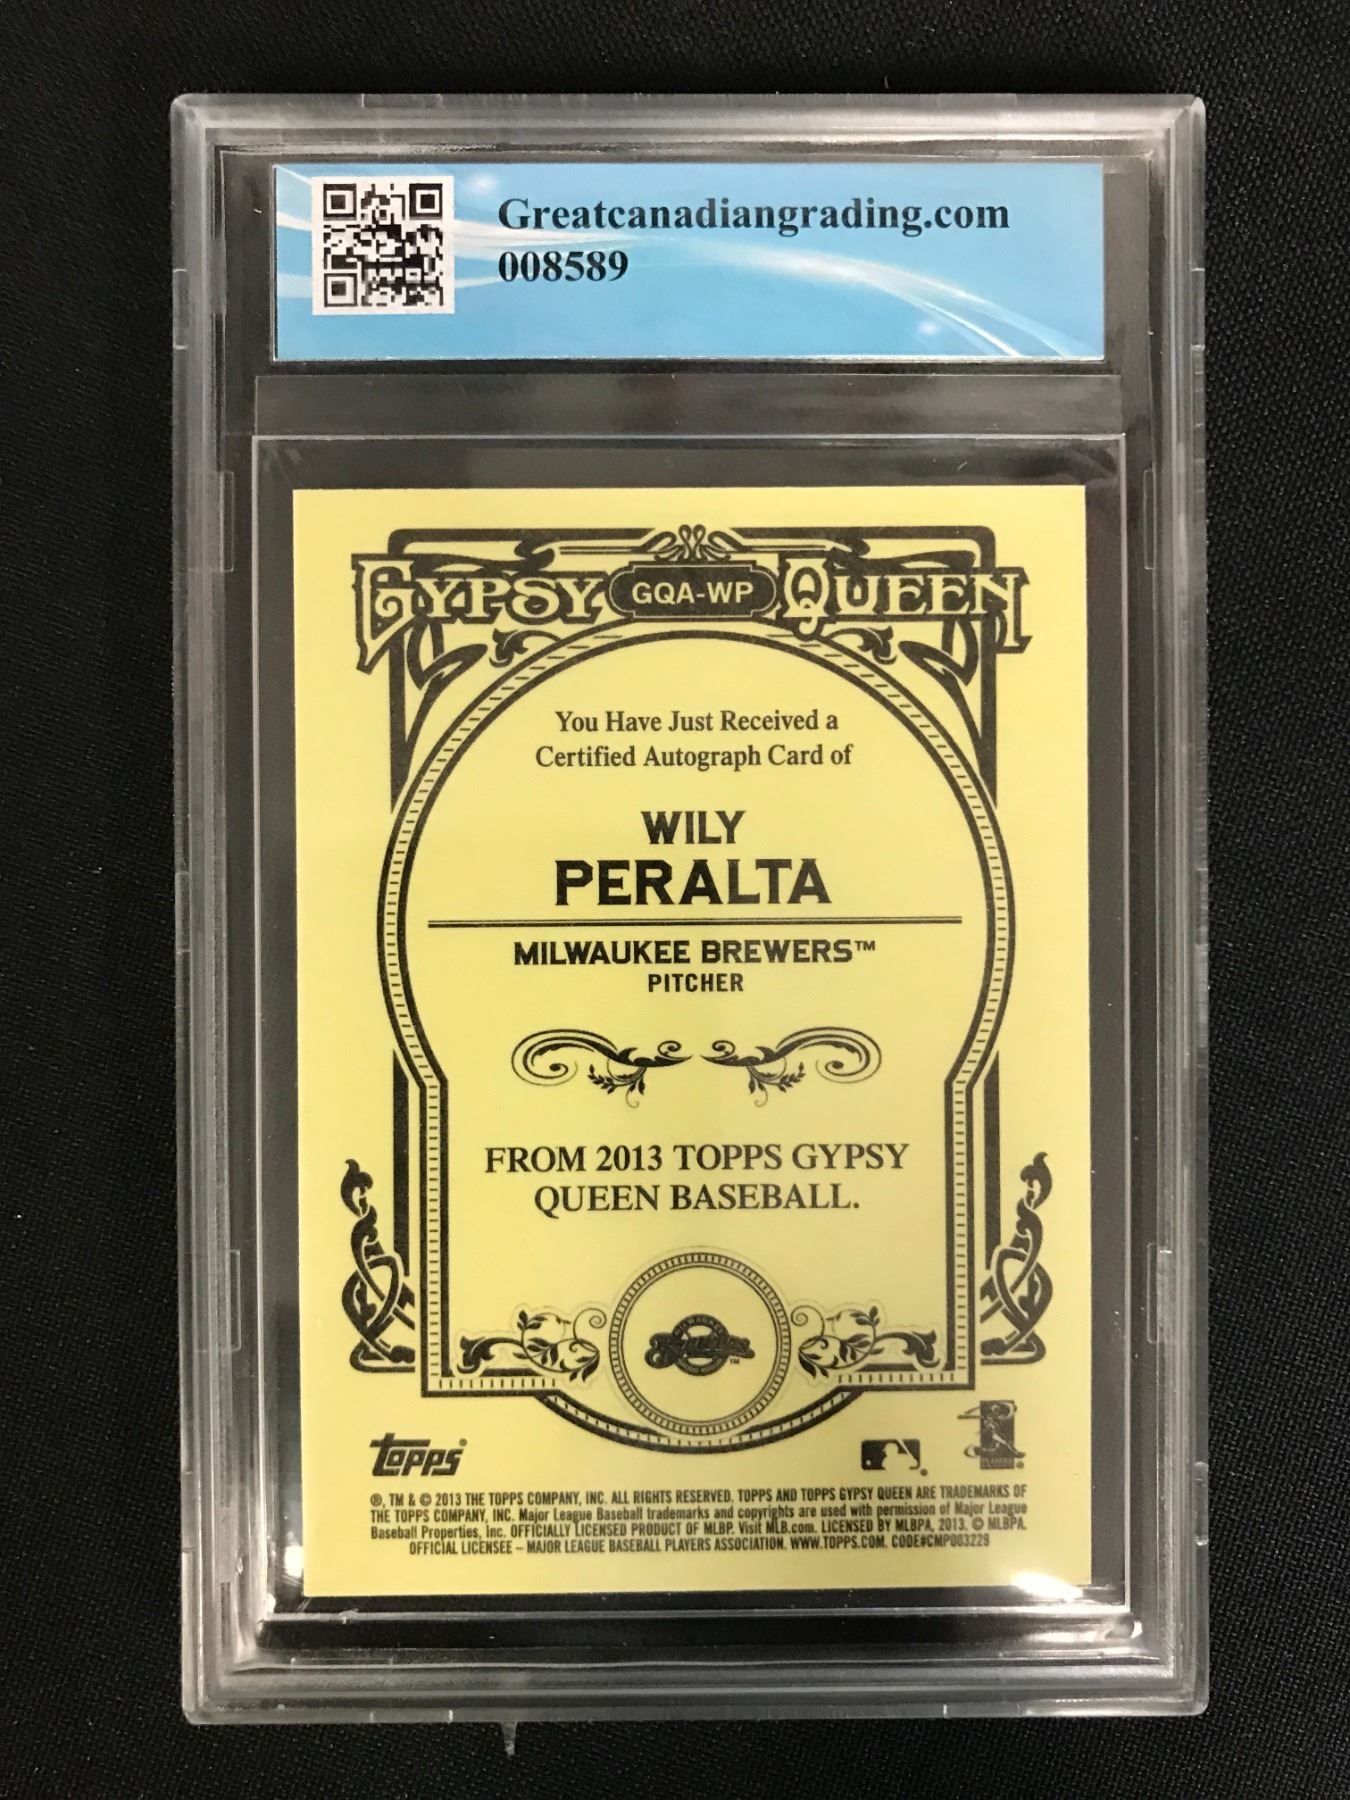 Greatcanadiangrading.com
008589
GYPSY GQA-WP QUEEN
You Have Just Received a
Certified Autograph Card of
WILY
PERALTA
MILWAUKEE BREWERS™
PITCHER
FROM 2013 TOPPS GYPSY
QUEEN BASEBALL.
MILWAUKEE
Brewers ™
topps®
®, TM & © 2013 THE TOPPS COMPANY, INC. ALL RIGHTS RESERVED. TOPPS AND TOPPS GYPSY QUEEN ARE TRADEMARKS OF
THE TOPPS COMPANY, INC. Major League Baseball trademarks and copyrights are used with permission of Major League
Baseball Properties, Inc. OFFICIALLY LICENSED PRODUCT OF MLBP. Visit MLB.com. LICENSED BY MLBPA, 2013. © MLBPA.
OFFICIAL LICENSEE – MAJOR LEAGUE BASEBALL PLAYERS ASSOCIATION. WWW.TOPPS.COM. CODE#CMP003229